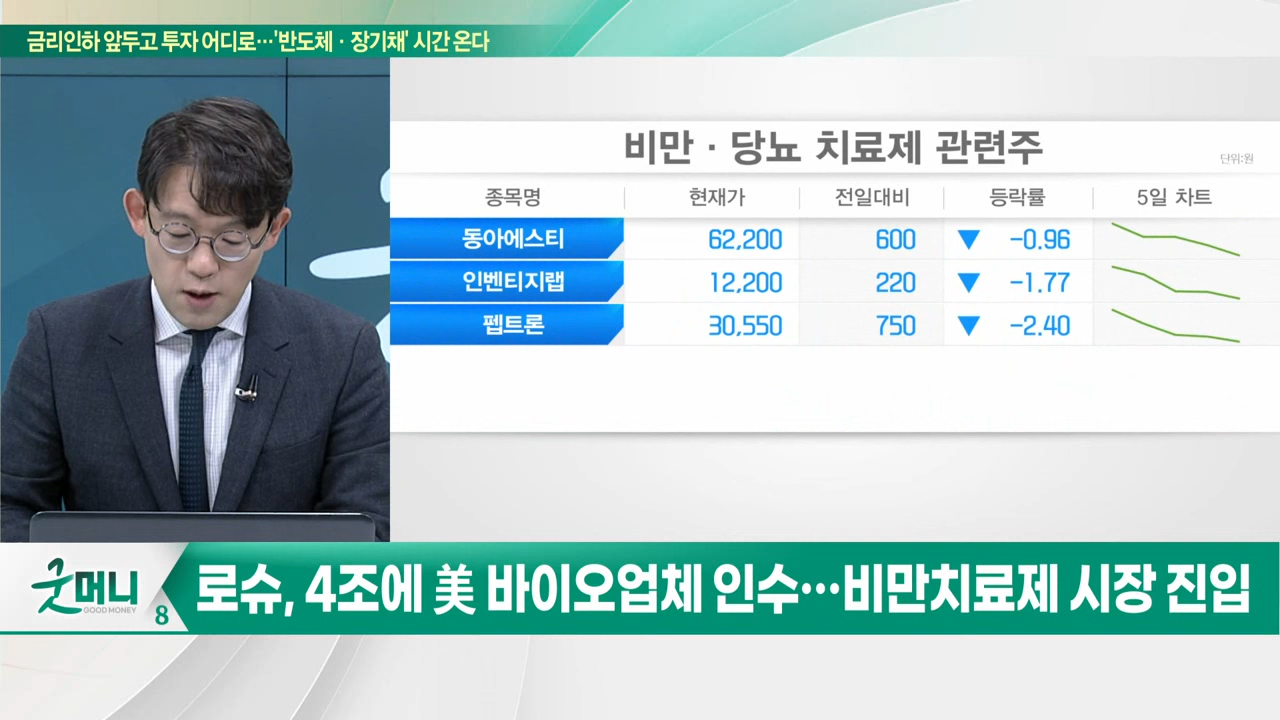 금리인하 앞두고 투자 어디로…'반도체·장기채' 시간 온다
비만·당뇨 치료제 관련주
단위:원
종목명 현재가 전일대비 등락률 5일 차트
동아에스티 62,200 600 ▼ -0.96
인벤티지랩 12,200 220 ▼ -1.77
펩트론 30,550 750 ▼ -2.40
굿머니
GOOD MONEY
8
로슈, 4조에 美 바이오업체 인수…비만치료제 시장 진입